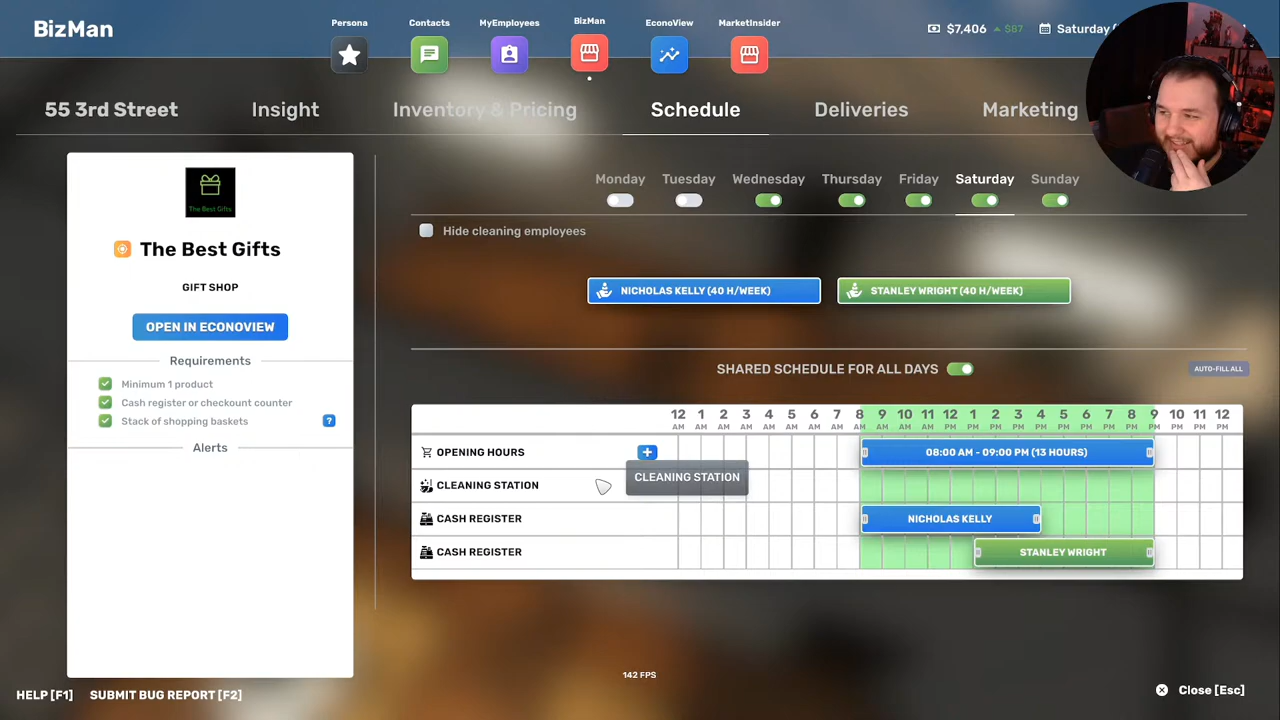 BizMan
Persona
Contacts
MyEmployees
BizMan
EconoView
MarketInsider
$7,406
$87
Saturday
55 3rd Street
Insight
Inventory & Pricing
Schedule
Deliveries
Marketing
The Best Gifts
The Best Gifts
GIFT SHOP
OPEN IN ECONOVIEW
Requirements
Minimum 1 product
Cash register or checkount counter
Stack of shopping baskets
?
Alerts
Monday
Tuesday
Wednesday
Thursday
Friday
Saturday
Sunday
Hide cleaning employees
NICHOLAS KELLY (40 H/WEEK)
STANLEY WRIGHT (40 H/WEEK)
SHARED SCHEDULE FOR ALL DAYS
AUTO-FILL ALL
12 1 2 3 4 5 6 7 8 9 10 11 12 1 2 3 4 5 6 7 8 9 10 11 12
AM AM AM AM AM AM AM AM AM AM AM AM PM PM PM PM PM PM PM PM PM PM PM PM AM
OPENING HOURS
08:00 AM - 09:00 PM (13 HOURS)
CLEANING STATION
CLEANING STATION
CASH REGISTER
NICHOLAS KELLY
CASH REGISTER
STANLEY WRIGHT
142 FPS
HELP [F1]
SUBMIT BUG REPORT [F2]
Close [Esc]